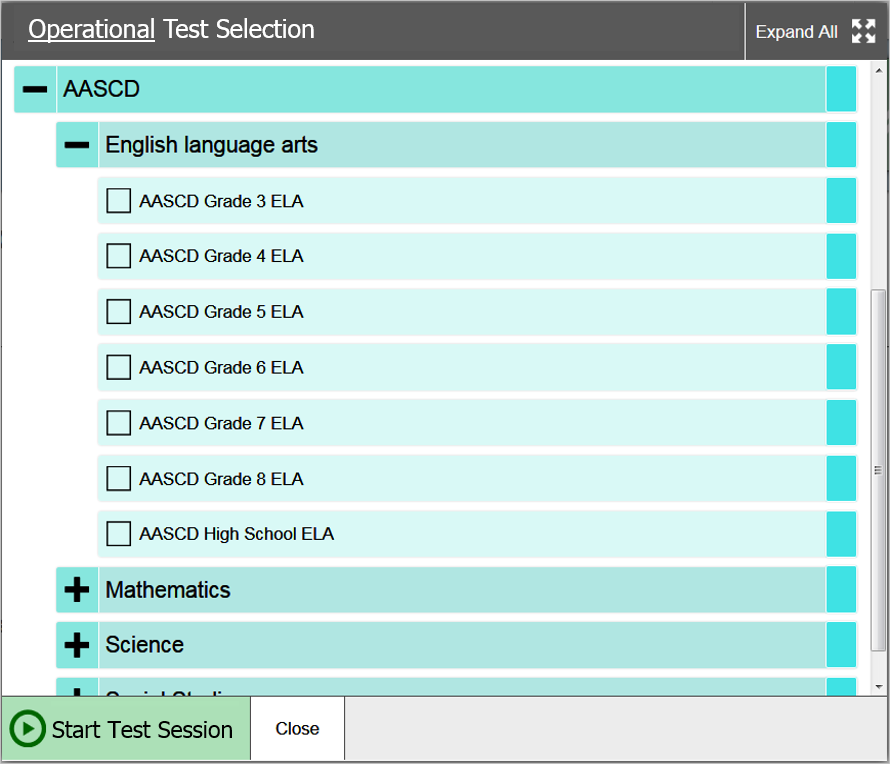 Operational Test Selection
Expand All
AASCD
English language arts
AASCD Grade 3 ELA
AASCD Grade 4 ELA
AASCD Grade 5 ELA
AASCD Grade 6 ELA
AASCD Grade 7 ELA
AASCD Grade 8 ELA
AASCD High School ELA
Mathematics
Science
Start Test Session
Close